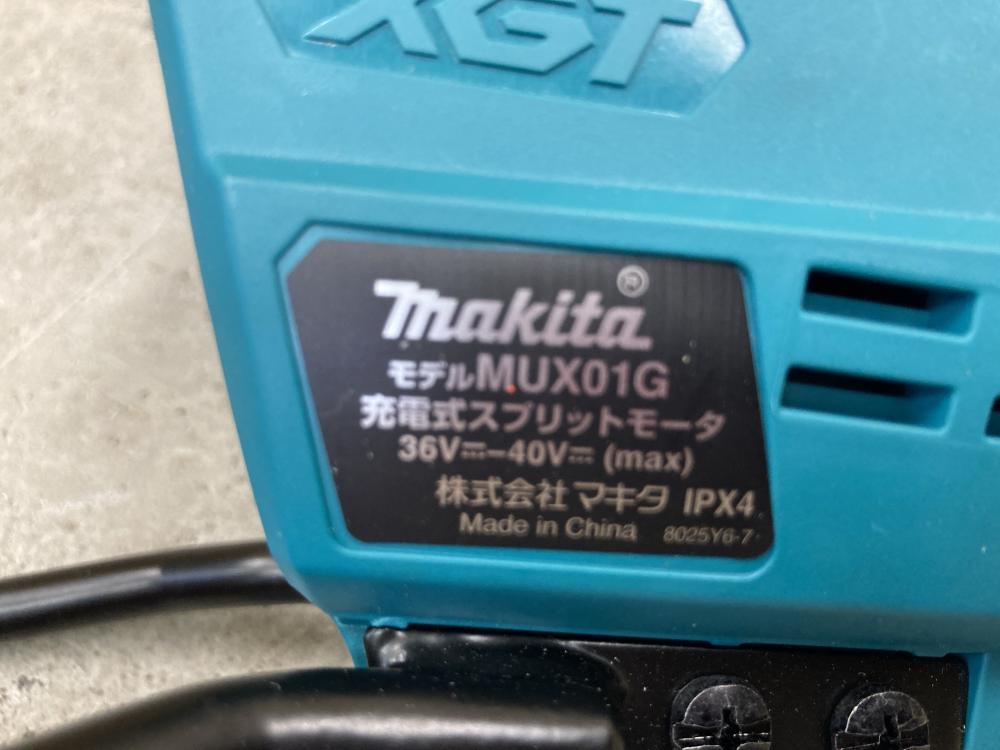 XGT
makita®
モデルMUX01G
充電式スプリットモータ
36V⎓-40V⎓ (max)
株式会社マキタ IPX4
Made in China 8025Y6-7